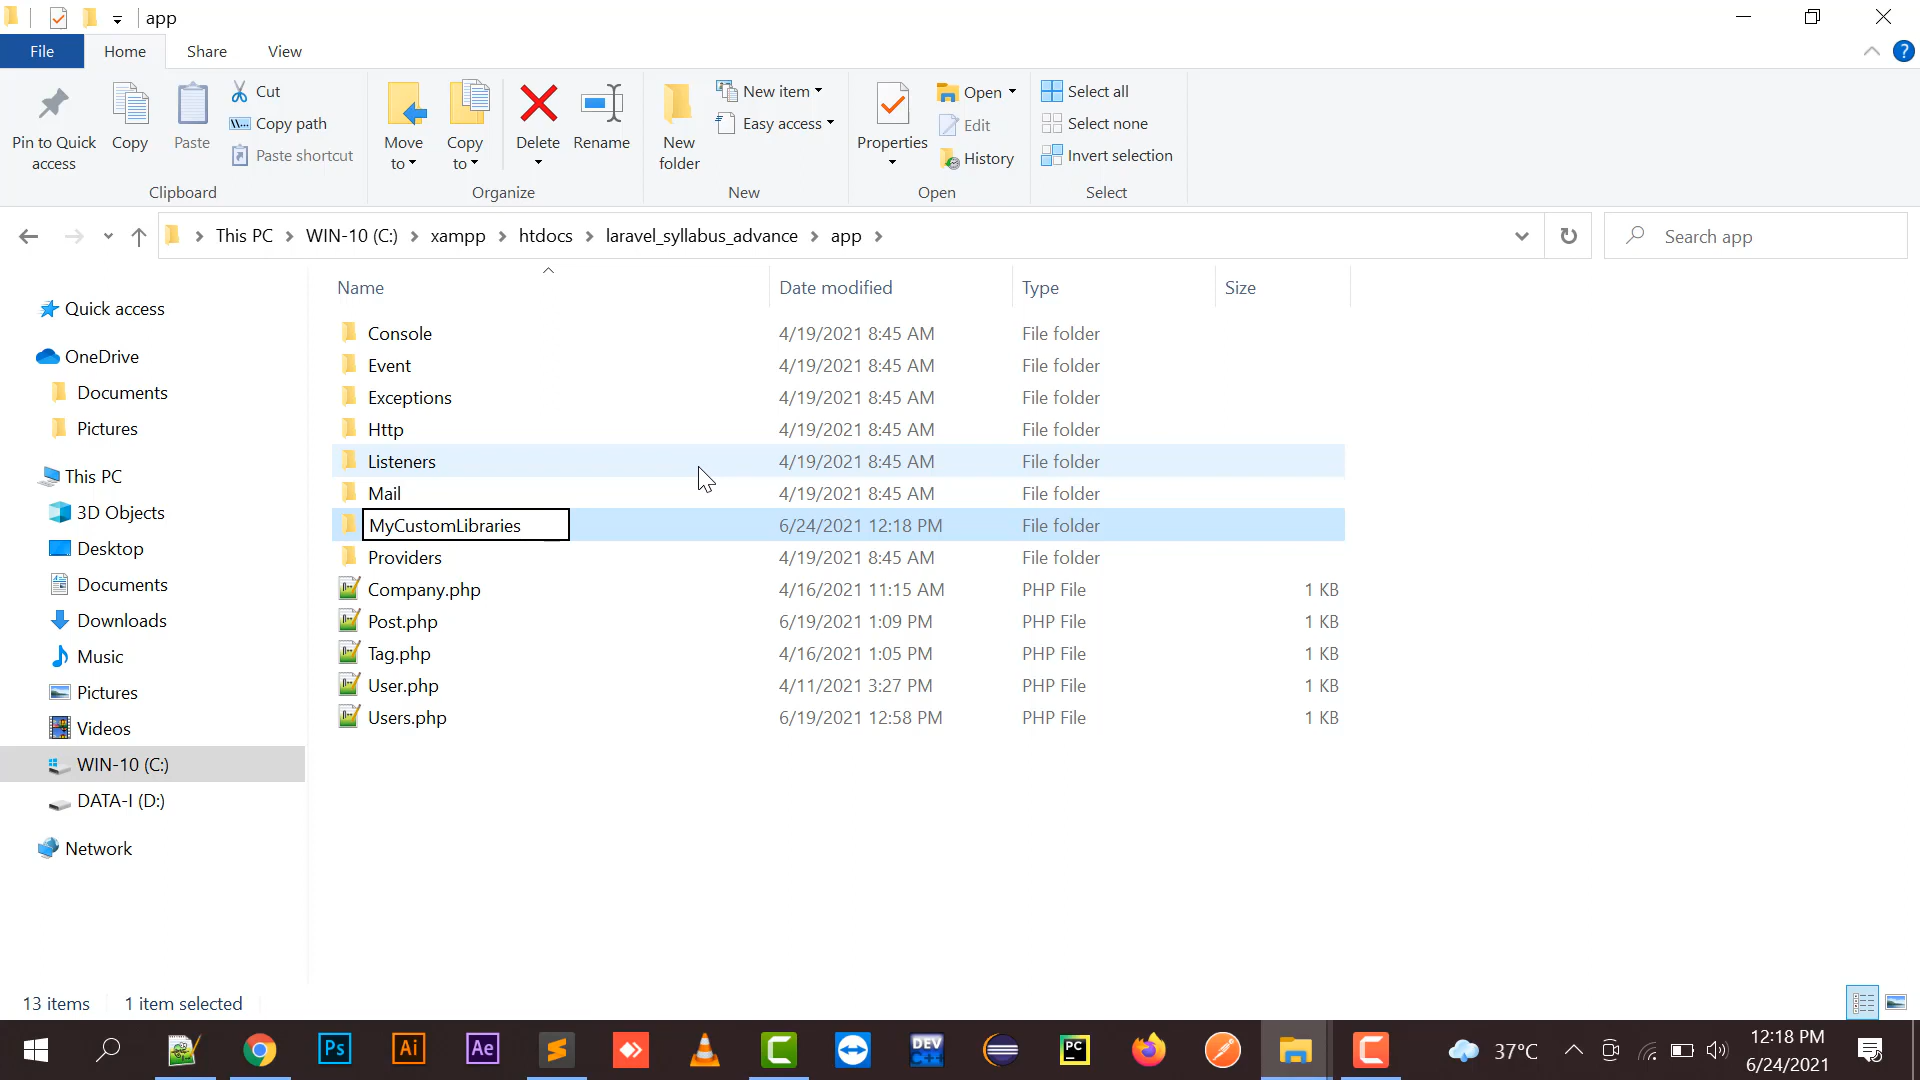 app
File Home Share View
Pin to Quick access
Copy
Paste
Cut
Copy path
Paste shortcut
Clipboard
Move to
Copy to
Delete
Rename
Organize
New folder
New item
Easy access
New
Properties
Open
Edit
History
Open
Select all
Select none
Invert selection
Select
This PC WIN-10 (C:) xampp htdocs laravel_syllabus_advance app
Search app
Quick access
OneDrive
Documents
Pictures
This PC
3D Objects
Desktop
Documents
Downloads
Music
Pictures
Videos
WIN-10 (C:)
DATA-I (D:)
Network
Name Date modified Type Size
Console 4/19/2021 8:45 AM File folder
Event 4/19/2021 8:45 AM File folder
Exceptions 4/19/2021 8:45 AM File folder
Http 4/19/2021 8:45 AM File folder
Listeners 4/19/2021 8:45 AM File folder
Mail 4/19/2021 8:45 AM File folder
MyCustomLibraries 6/24/2021 12:18 PM File folder
Providers 4/19/2021 8:45 AM File folder
Company.php 4/16/2021 11:15 AM PHP File 1 KB
Post.php 6/19/2021 1:09 PM PHP File 1 KB
Tag.php 4/16/2021 1:05 PM PHP File 1 KB
User.php 4/11/2021 3:27 PM PHP File 1 KB
Users.php 6/19/2021 12:58 PM PHP File 1 KB
13 items 1 item selected
Ps Ai Ae DEV C++ PC
37°C
12:18 PM
6/24/2021